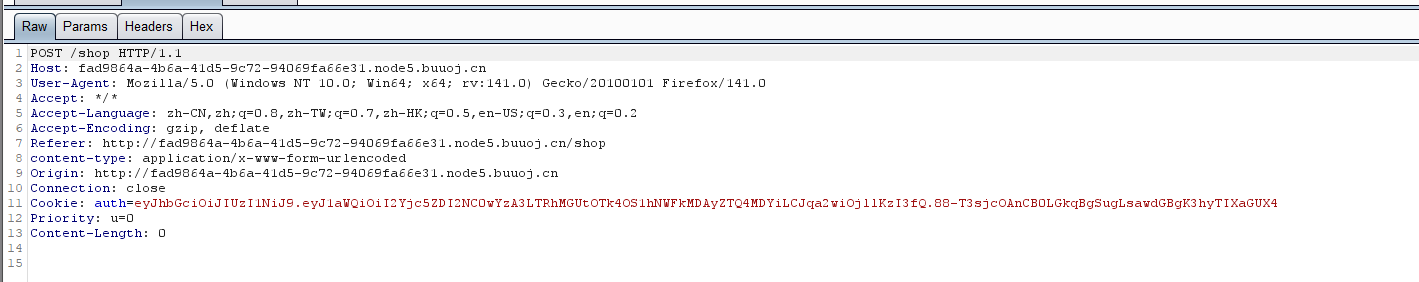 Raw Params Headers Hex
1 POST /shop HTTP/1.1
2 Host: fad9864a-4b6a-41d5-9c72-94069fa66e31.node5.buuoj.cn
3 User-Agent: Mozilla/5.0 (Windows NT 10.0; Win64; x64; rv:141.0) Gecko/20100101 Firefox/141.0
4 Accept: */*
5 Accept-Language: zh-CN,zh;q=0.8,zh-TW;q=0.7,zh-HK;q=0.5,en-US;q=0.3,en;q=0.2
6 Accept-Encoding: gzip, deflate
7 Referer: http://fad9864a-4b6a-41d5-9c72-94069fa66e31.node5.buuoj.cn/shop
8 content-type: application/x-www-form-urlencoded
9 Origin: http://fad9864a-4b6a-41d5-9c72-94069fa66e31.node5.buuoj.cn
10 Connection: close
11 Cookie: auth=eyJhbGciOiJIUzI1NiJ9.eyJ1aWQiOiI2Yjc5ZDI2NC0wYzA3LTRhMGUtOTk4OS1hNWFkMDAyZTQ4MDYiLCJqa2wiOjl1KzI3fQ.88-T3sjcOAnCB0LGkqBgSugLsawdGBgK3hyTIXaGUX4
12 Priority: u=0
13 Content-Length: 0
14
15